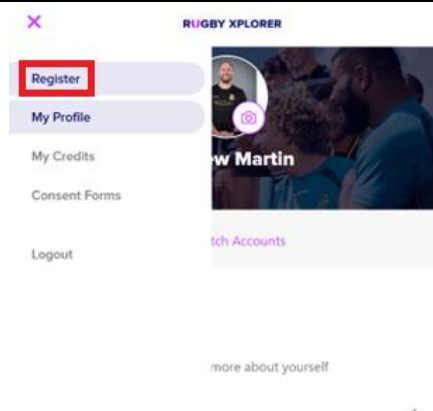 RUGBY XPLORER
Register
My Profile
My Credits
w Martin
Consent Forms
tch Accounts
Logout
more about yourself